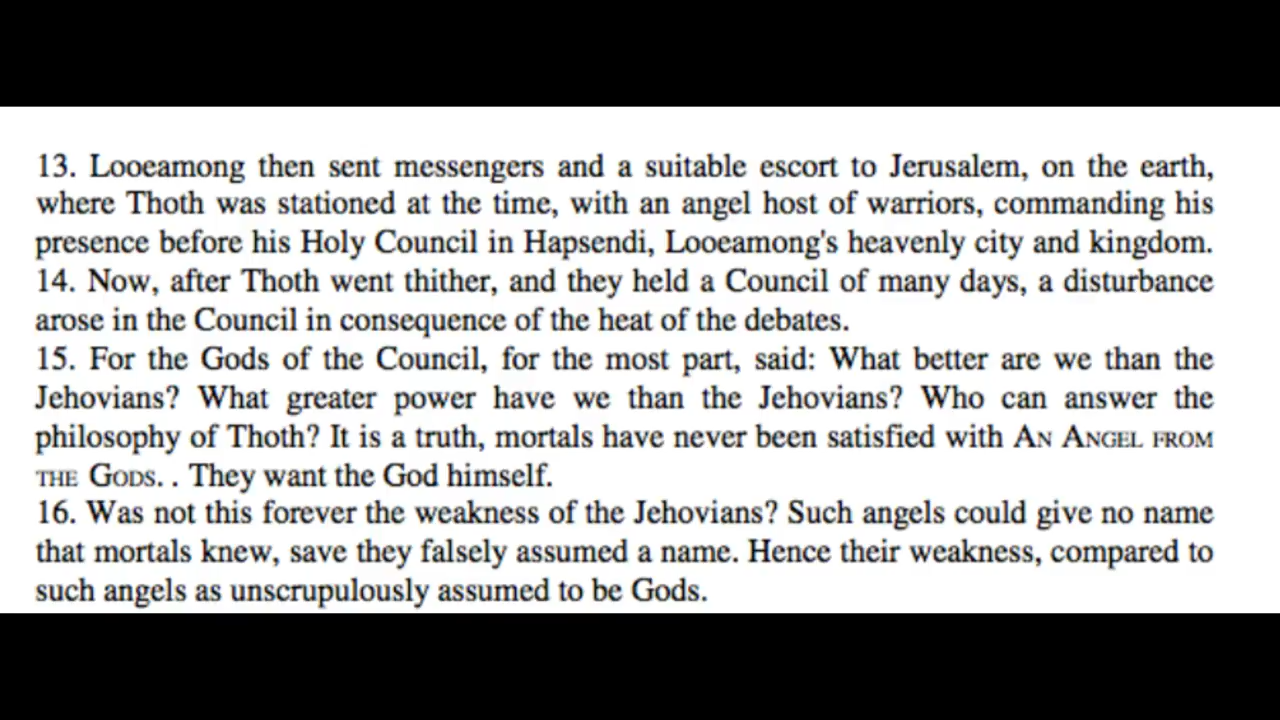 13. Looeamong then sent messengers and a suitable escort to Jerusalem, on the earth,
where Thoth was stationed at the time, with an angel host of warriors, commanding his
presence before his Holy Council in Hapsendi, Looeamong's heavenly city and kingdom.
14. Now, after Thoth went thither, and they held a Council of many days, a disturbance
arose in the Council in consequence of the heat of the debates.
15. For the Gods of the Council, for the most part, said: What better are we than the
Jehovians? What greater power have we than the Jehovians? Who can answer the
philosophy of Thoth? It is a truth, mortals have never been satisfied with AN ANGEL FROM
THE GODS. . They want the God himself.
16. Was not this forever the weakness of the Jehovians? Such angels could give no name
that mortals knew, save they falsely assumed a name. Hence their weakness, compared to
such angels as unscrupulously assumed to be Gods.